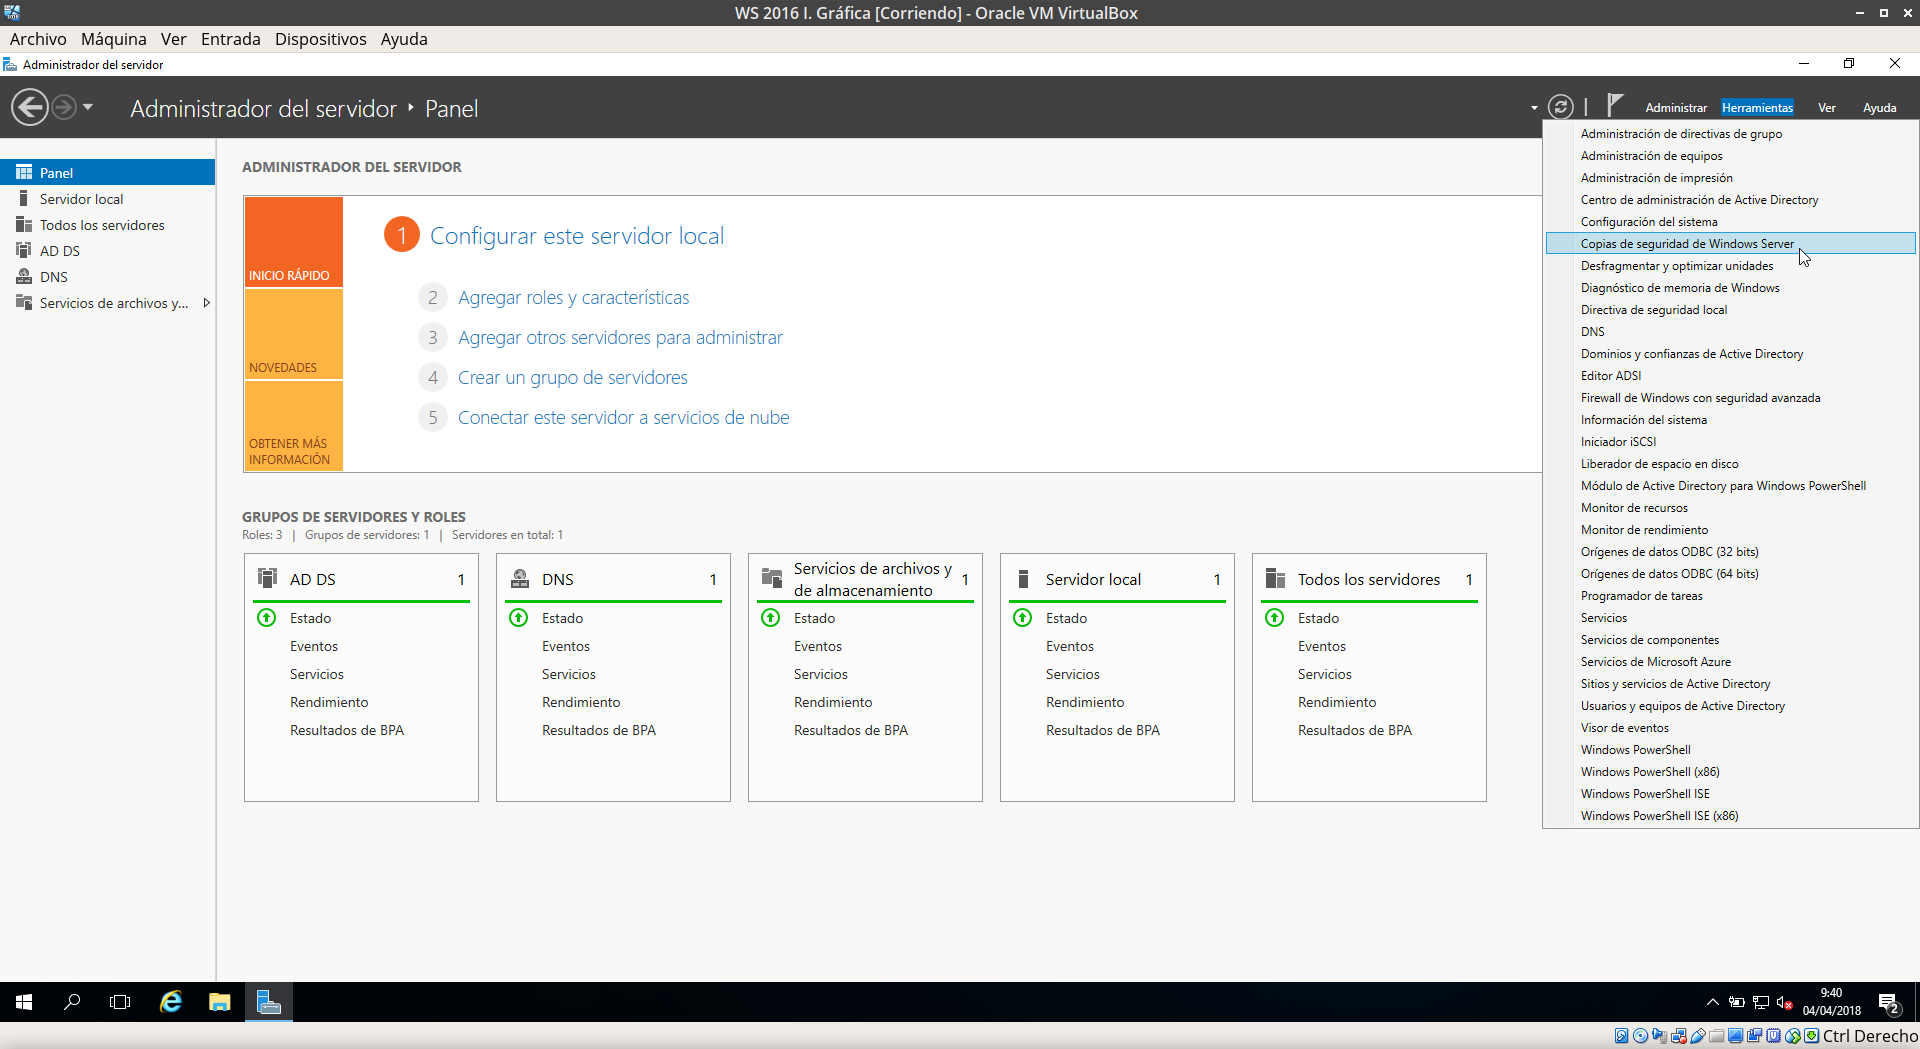 WS 2016 I. Gráfica [Corriendo] - Oracle VM VirtualBox
Archivo Máquina Ver Entrada Dispositivos Ayuda
Administrador del servidor
Administrador del servidor ‣ Panel
Administrar Herramientas Ver Ayuda
Panel
Servidor local
Todos los servidores
AD DS
DNS
Servicios de archivos y...
ADMINISTRADOR DEL SERVIDOR
INICIO RÁPIDO
NOVEDADES
OBTENER MÁS
INFORMACIÓN
1 Configurar este servidor local
2 Agregar roles y características
3 Agregar otros servidores para administrar
4 Crear un grupo de servidores
5 Conectar este servidor a servicios de nube
GRUPOS DE SERVIDORES Y ROLES
Roles: 3 | Grupos de servidores: 1 | Servidores en total: 1
AD DS 1
Estado
Eventos
Servicios
Rendimiento
Resultados de BPA
DNS 1
Estado
Eventos
Servicios
Rendimiento
Resultados de BPA
Servicios de archivos y
de almacenamiento 1
Estado
Eventos
Servicios
Rendimiento
Resultados de BPA
Servidor local 1
Estado
Eventos
Servicios
Rendimiento
Resultados de BPA
Todos los servidores 1
Estado
Eventos
Servicios
Rendimiento
Resultados de BPA
Administración de directivas de grupo
Administración de equipos
Administración de impresión
Centro de administración de Active Directory
Configuración del sistema
Copias de seguridad de Windows Server
Desfragmentar y optimizar unidades
Diagnóstico de memoria de Windows
Directiva de seguridad local
DNS
Dominios y confianzas de Active Directory
Editor ADSI
Firewall de Windows con seguridad avanzada
Información del sistema
Iniciador iSCSI
Liberador de espacio en disco
Módulo de Active Directory para Windows PowerShell
Monitor de recursos
Monitor de rendimiento
Orígenes de datos ODBC (32 bits)
Orígenes de datos ODBC (64 bits)
Programador de tareas
Servicios
Servicios de componentes
Servicios de Microsoft Azure
Sitios y servicios de Active Directory
Usuarios y equipos de Active Directory
Visor de eventos
Windows PowerShell
Windows PowerShell (x86)
Windows PowerShell ISE
Windows PowerShell ISE (x86)
9:40
04/04/2018
2
Ctrl Derecho